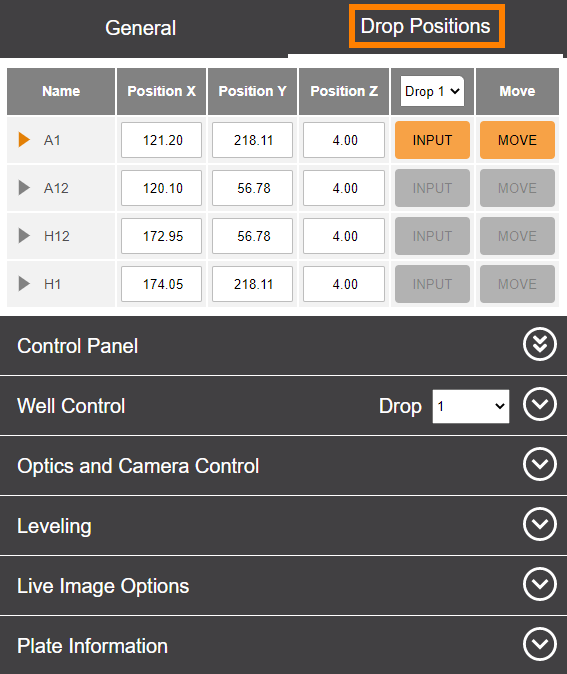 General Drop Positions
Name Position X Position Y Position Z Drop 1 Move
A1 121.20 218.11 4.00 INPUT MOVE
A12 120.10 56.78 4.00 INPUT MOVE
H12 172.95 56.78 4.00 INPUT MOVE
H1 174.05 218.11 4.00 INPUT MOVE
Control Panel
Well Control Drop 1
Optics and Camera Control
Leveling
Live Image Options
Plate Information